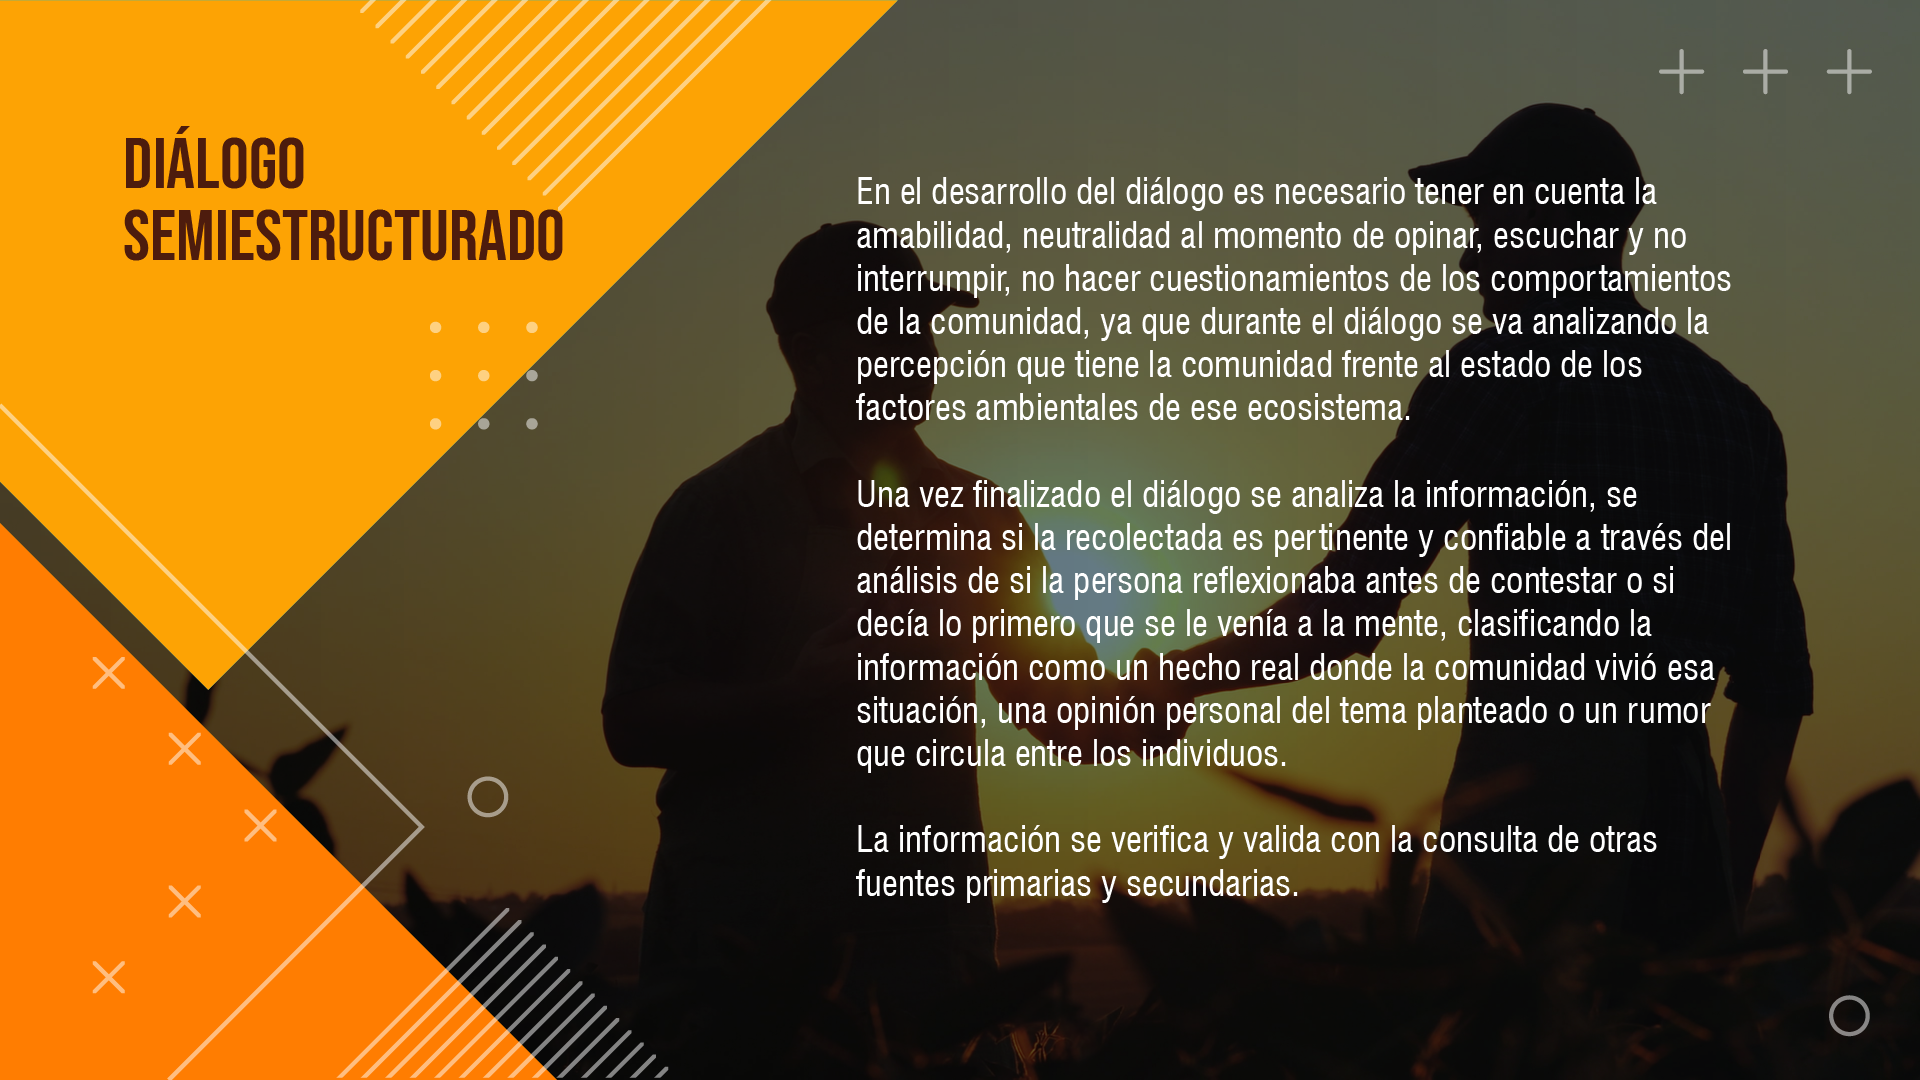 DIÁLOGO
SEMIESTRUCTURADO
En el desarrollo del diálogo es necesario tener en cuenta la
amabilidad, neutralidad al momento de opinar, escuchar y no
interrumpir, no hacer cuestionamientos de los comportamientos
de la comunidad, ya que durante el diálogo se va analizando la
percepción que tiene la comunidad frente al estado de los
factores ambientales de ese ecosistema.
Una vez finalizado el diálogo se analiza la información, se
determina si la recolectada es pertinente y confiable a través del
análisis de si la persona reflexionaba antes de contestar o si
decía lo primero que se le venía a la mente, clasificando la
información como un hecho real donde la comunidad vivió esa
situación, una opinión personal del tema planteado o un rumor
que circula entre los individuos.
La información se verifica y valida con la consulta de otras
fuentes primarias y secundarias.